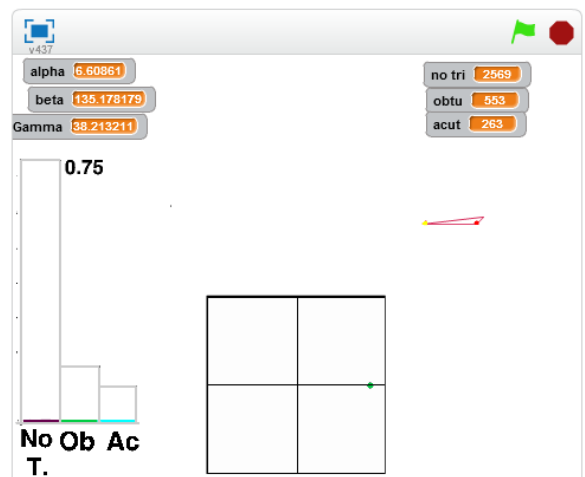 v437
alpha 6.60861
beta 135.178179
Gamma 38.213211
no tri 2569
obtu 553
acut 263
0.75
No Ob Ac
T.